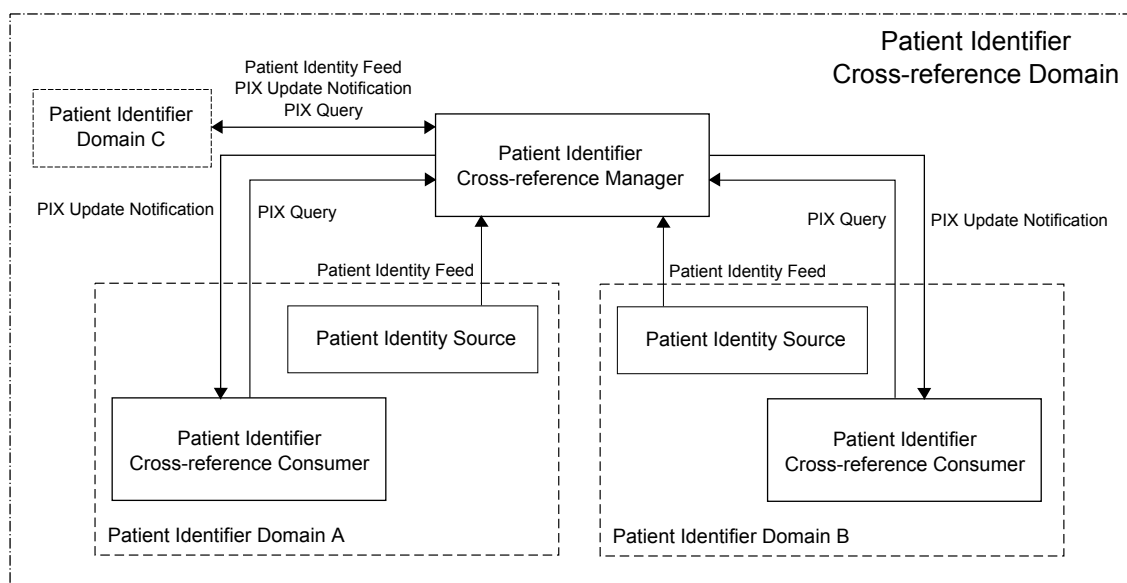 Patient Identifier
Cross-reference Domain
Patient Identity Feed
PIX Update Notification
PIX Query
Patient Identifier
Domain C
Patient Identifier
Cross-reference Manager
PIX Update Notification
PIX Query
PIX Query
PIX Update Notification
Patient Identity Feed
Patient Identity Feed
Patient Identity Source
Patient Identity Source
Patient Identifier
Cross-reference Consumer
Patient Identifier
Cross-reference Consumer
Patient Identifier Domain A
Patient Identifier Domain B